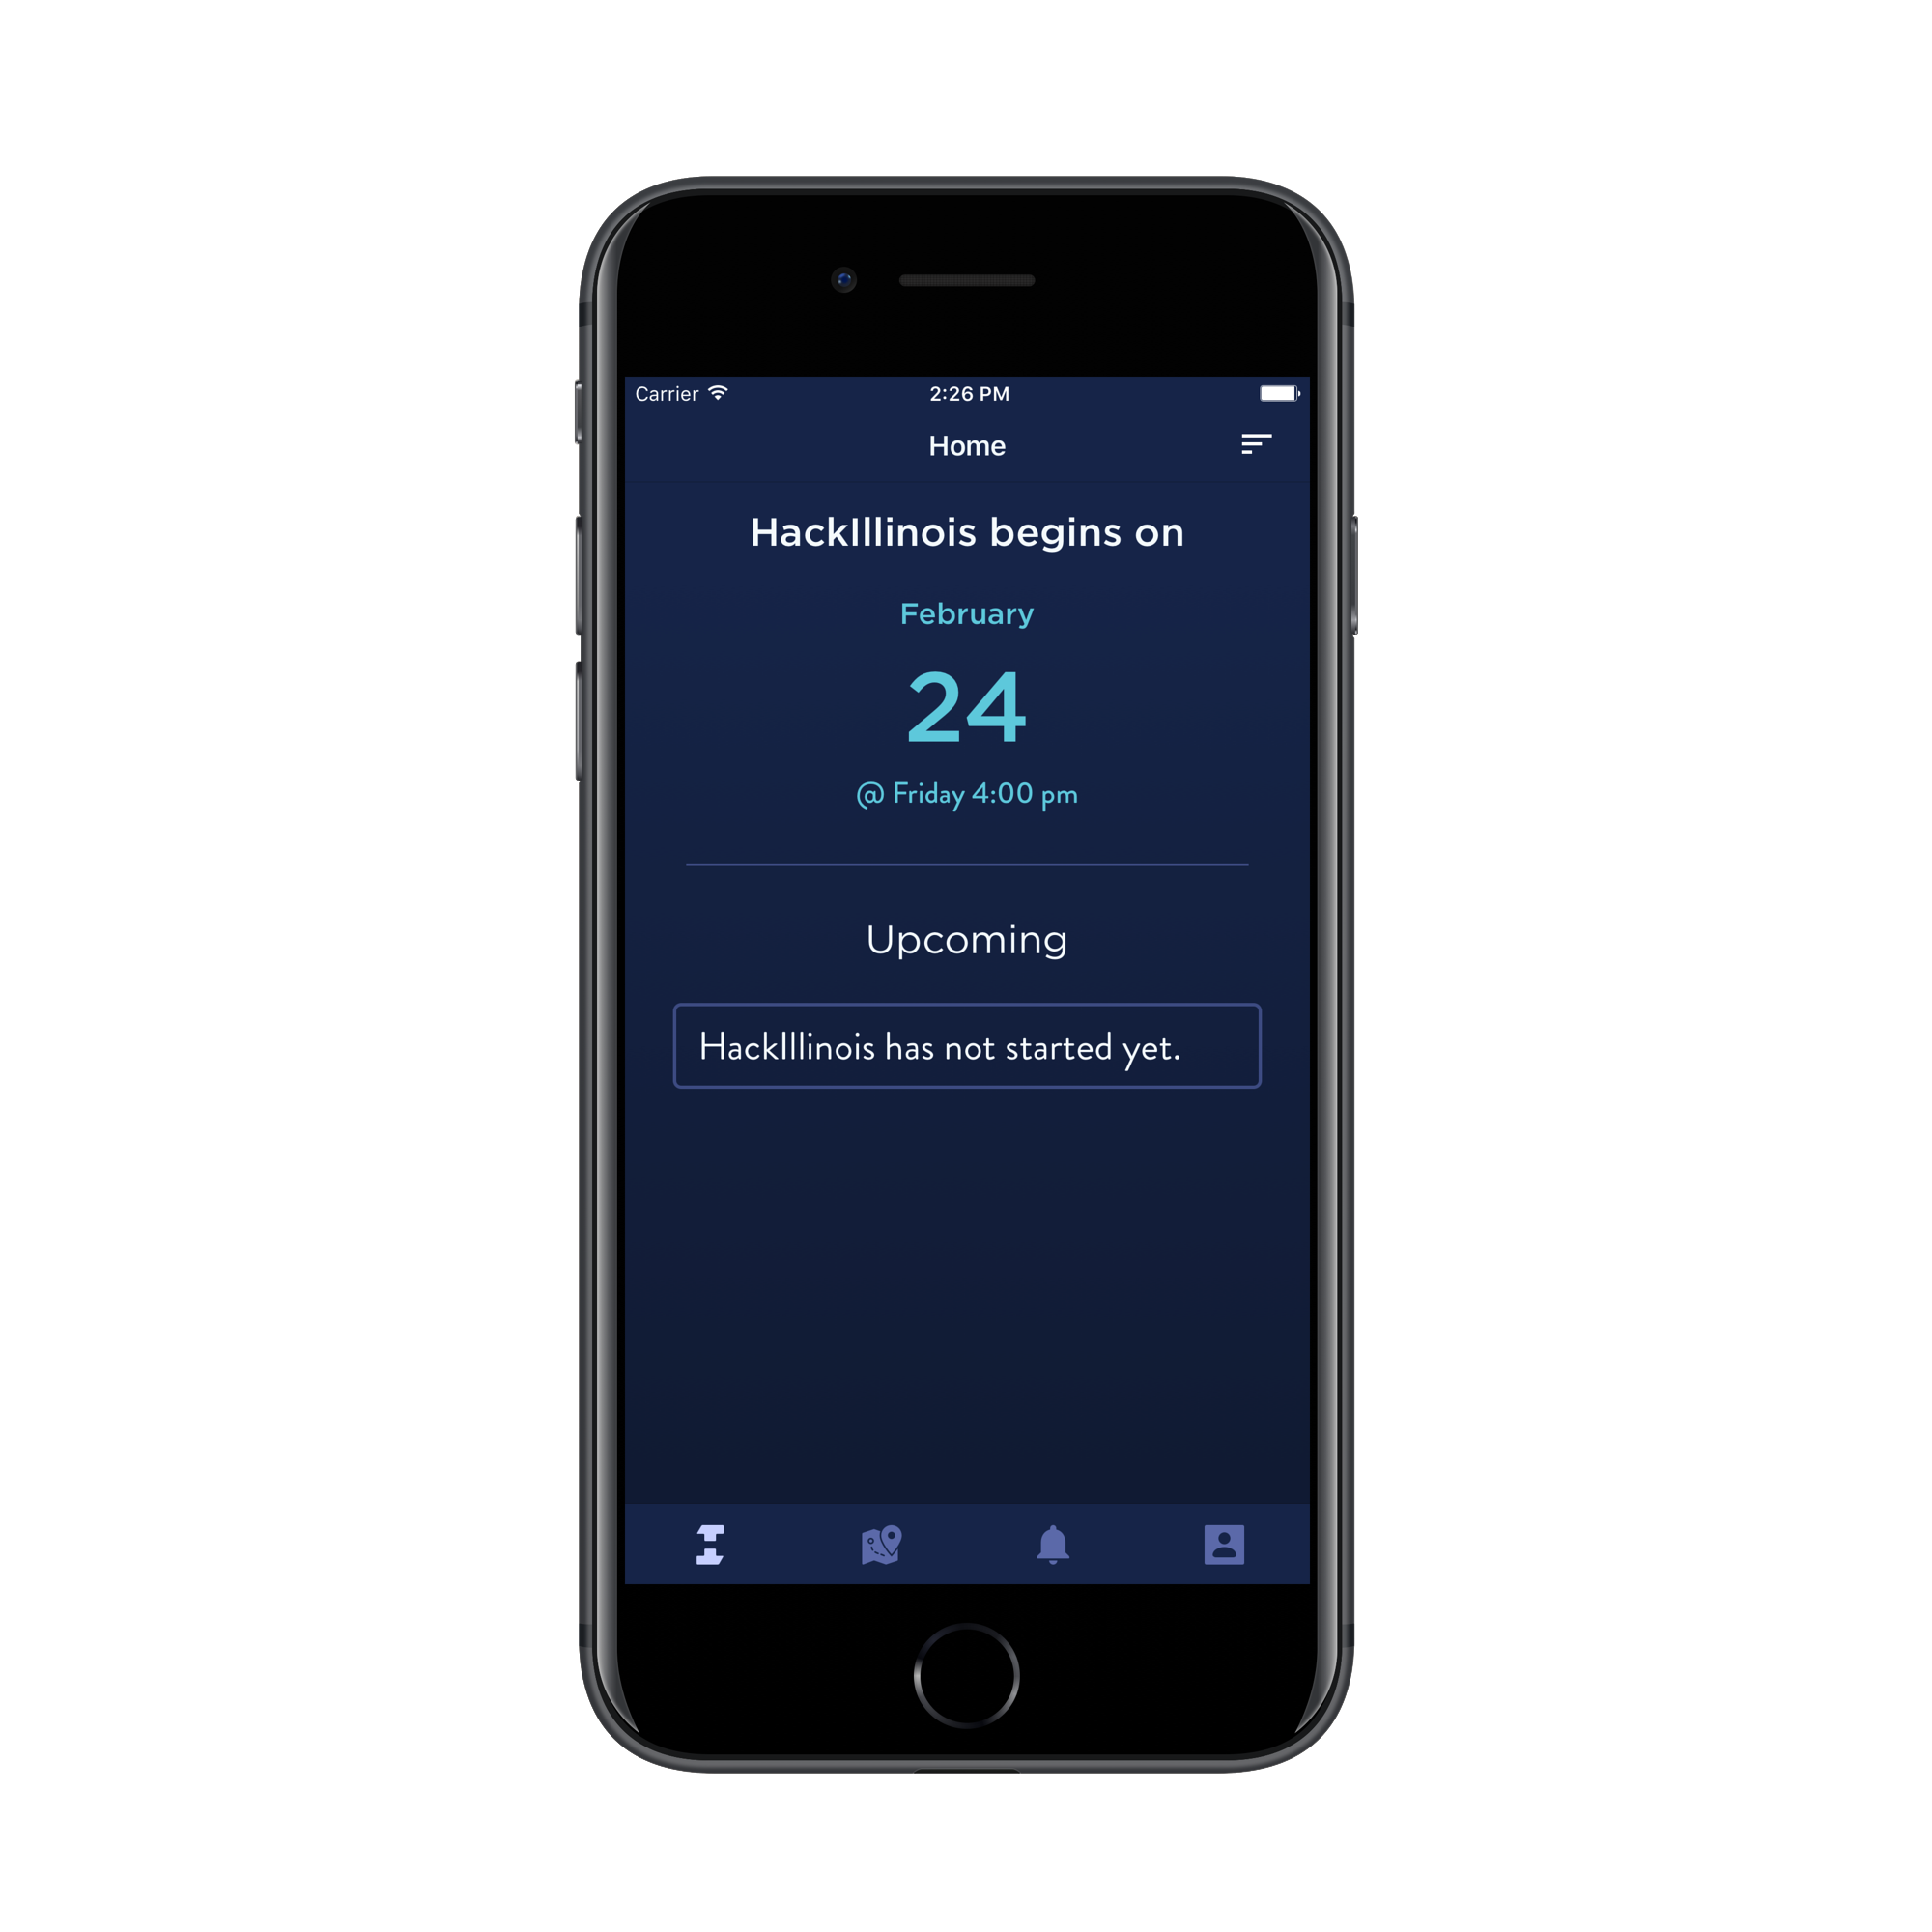 Carrier
2:26 PM
Home
HackIllinois begins on
February
24
@ Friday 4:00 pm
Upcoming
HackIllinois has not started yet.